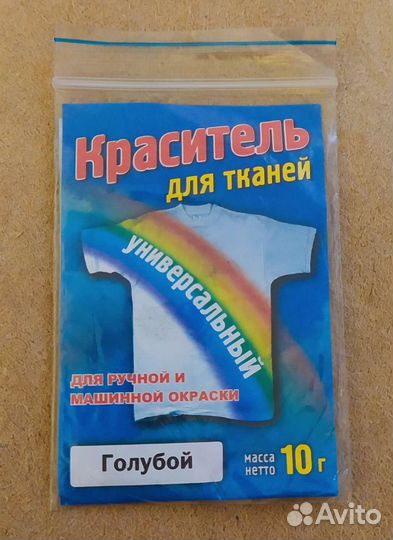 Краситель
для тканей
универсальный
ДЛЯ РУЧНОЙ И
МАШИННОЙ ОКРАСКИ
Голубой
масса
нетто 10 г
Avito